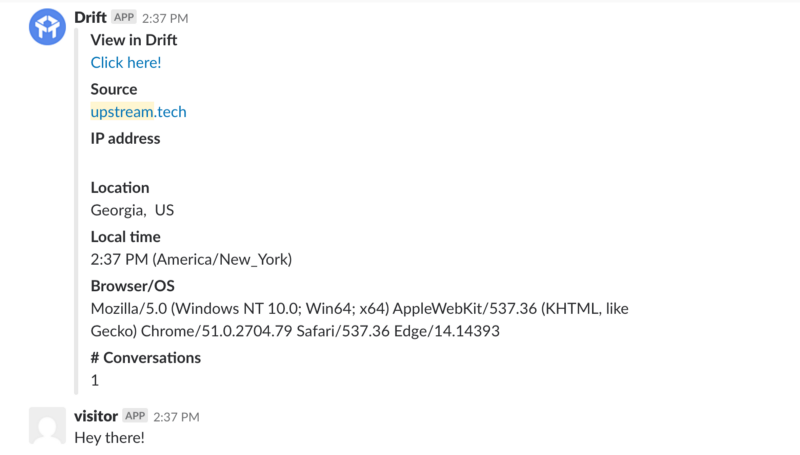 Drift APP 2:37 PM
View in Drift
Click here!
Source
upstream.tech
IP address
Location
Georgia, US
Local time
2:37 PM (America/New_York)
Browser/OS
Mozilla/5.0 (Windows NT 10.0; Win64; x64) AppleWebKit/537.36 (KHTML, like
Gecko) Chrome/51.0.2704.79 Safari/537.36 Edge/14.14393
# Conversations
1
visitor APP 2:37 PM
Hey there!